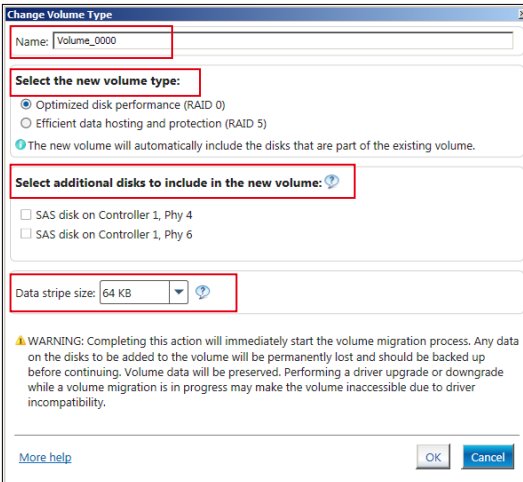 Change Volume Type
Name: Volume_0000
Select the new volume type:
Optimized disk performance (RAID 0)
Efficient data hosting and protection (RAID 5)
The new volume will automatically include the disks that are part of the existing volume.
Select additional disks to include in the new volume:
SAS disk on Controller 1, Phy 4
SAS disk on Controller 1, Phy 6
Data stripe size: 64 KB
WARNING: Completing this action will immediately start the volume migration process. Any data
on the disks to be added to the volume will be permanently lost and should be backed up
before continuing. Volume data will be preserved. Performing a driver upgrade or downgrade
while a volume migration is in progress may make the volume inaccessible due to driver
incompatibility.
More help OK Cancel